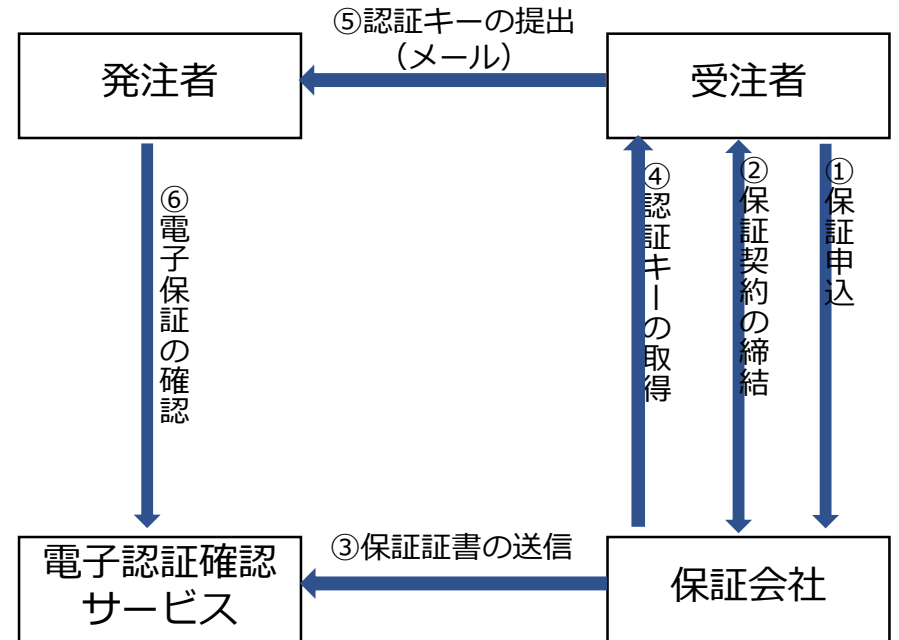 ⑤認証キーの提出
（メール）
発注者
受注者
⑥電子保証の確認
④認証キーの取得
②保証契約の締結
①保証申込
電子認証確認
サービス
③保証証書の送信
保証会社